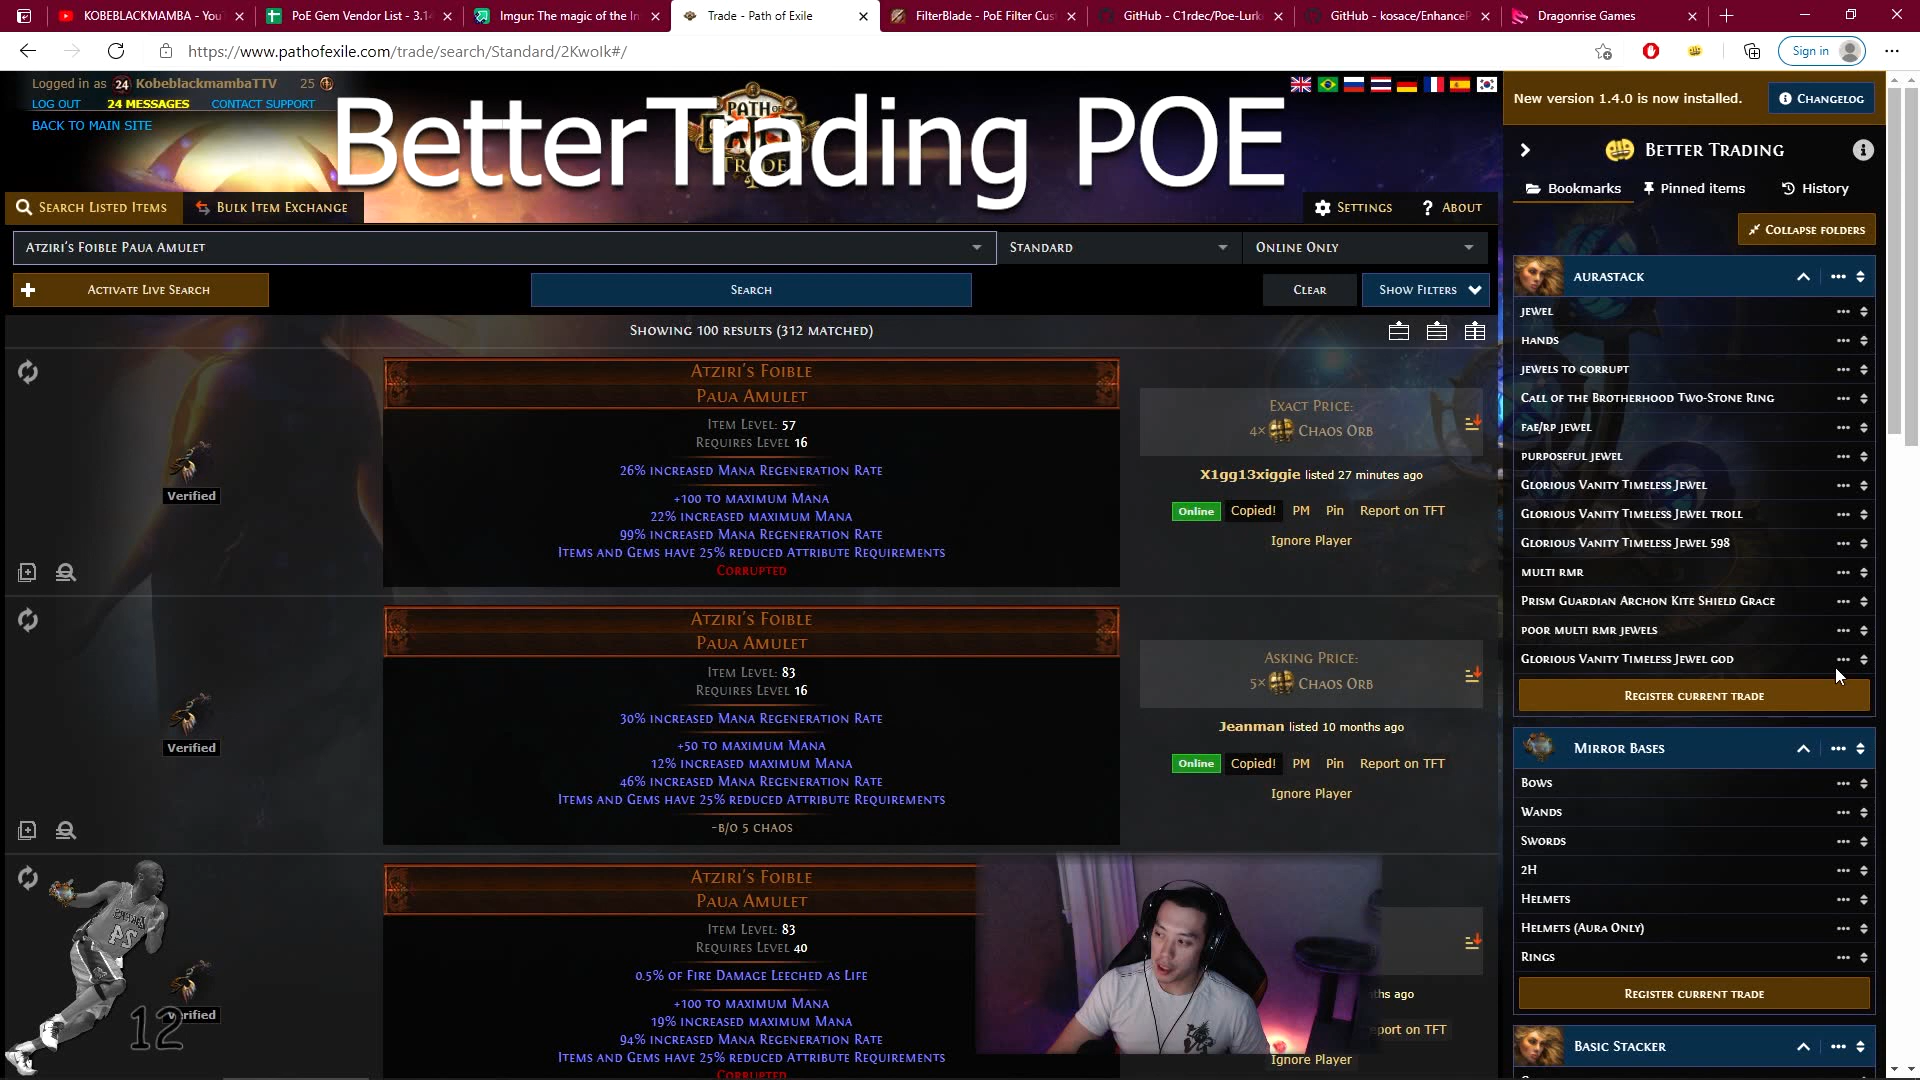 KOBEBLACKMAMBA - You
PoE Gem Vendor List - 3.14
Imgur: The magic of the In
Trade - Path of Exile
FilterBlade - PoE Filter Cus
GitHub - C1rdec/Poe-Lurk
GitHub - kosace/EnhanceP
Dragonrise Games
https://www.pathofexile.com/trade/search/Standard/2KwoIk#/
Sign in
Logged in as 24 KobeblackmambaTTV 25
LOG OUT 24 MESSAGES CONTACT SUPPORT
BACK TO MAIN SITE
PATH OF
TRADE
BetterTrading POE
New version 1.4.0 is now installed.
Changelog
Better Trading
Bookmarks Pinned items History
Collapse folders
Search Listed Items
Bulk Item Exchange
Settings
? About
Atziri's Foible Paua Amulet
Standard
Online Only
Activate Live Search
Search
Clear
Show Filters
Showing 100 results (312 matched)
Atziri's Foible
Paua Amulet
Item Level: 57
Requires Level 16
26% increased Mana Regeneration Rate
+100 to maximum Mana
22% increased maximum Mana
99% increased Mana Regeneration Rate
Items and Gems have 25% reduced Attribute Requirements
Corrupted
Verified
Exact Price:
4× Chaos Orb
X1gg13xiggie listed 27 minutes ago
Online Copied! PM Pin Report on TFT
Ignore Player
Atziri's Foible
Paua Amulet
Item Level: 83
Requires Level 16
30% increased Mana Regeneration Rate
+50 to maximum Mana
12% increased maximum Mana
46% increased Mana Regeneration Rate
Items and Gems have 25% reduced Attribute Requirements
~b/o 5 chaos
Verified
Asking Price:
5× Chaos Orb
Jeanman listed 10 months ago
Online Copied! PM Pin Report on TFT
Ignore Player
Atziri's Foible
Paua Amulet
Item Level: 83
Requires Level 40
0.5% of Fire Damage Leeched as Life
+100 to maximum Mana
19% increased maximum Mana
94% increased Mana Regeneration Rate
Items and Gems have 25% reduced Attribute Requirements
Corrupted
Verified
24
12
ago
on TFT
Ignore Player
aurastack
jewel
hands
jewels to corrupt
Call of the Brotherhood Two-Stone Ring
fae/rp jewel
purposeful jewel
Glorious Vanity Timeless Jewel
Glorious Vanity Timeless Jewel troll
Glorious Vanity Timeless Jewel 598
multi rmr
Prism Guardian Archon Kite Shield Grace
poor multi rmr jewels
Glorious Vanity Timeless Jewel god
Register current trade
Mirror Bases
Bows
Wands
Swords
2H
Helmets
Helmets (Aura Only)
Rings
Register current trade
Basic Stacker